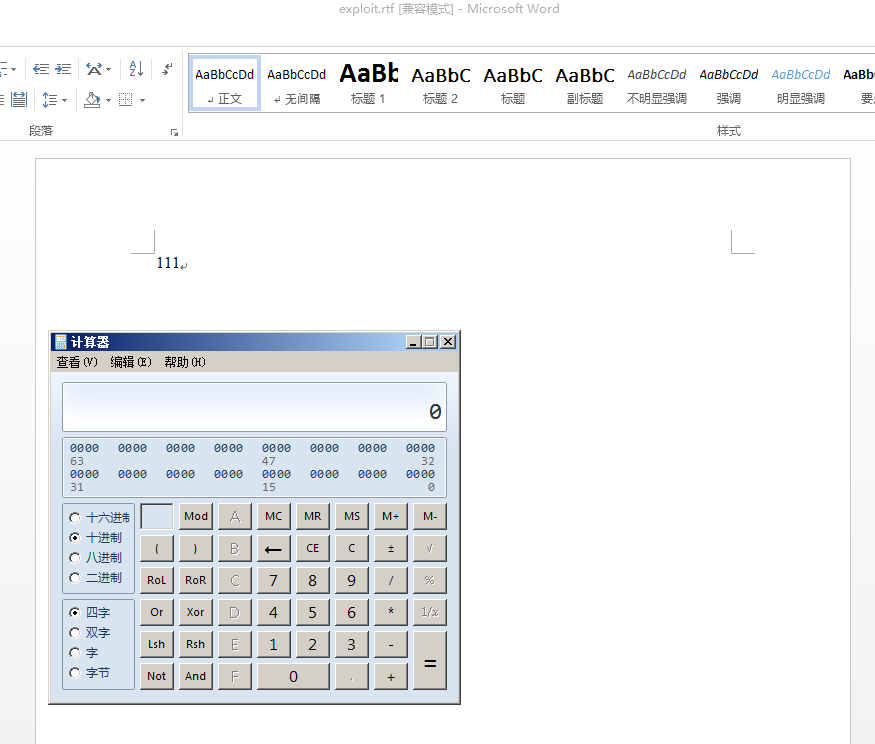 exploit.rtf [兼容模式] - Microsoft Word
AaBbCcDd AaBbCcDd AaBb AaBbC AaBbC AaBbC AaBbCcDd AaBbCcDd AaBbCcDd AaBb
正文 无间隔 标题 1 标题 2 标题 副标题 不明显强调 强调 明显强调
段落 样式
111
计算器
查看(V) 编辑(E) 帮助(H)
0
0000 0000 0000 0000 0000 0000 0000 0000
63 47 32
0000 0000 0000 0000 0000 0000 0000 0000
31 15 0
十六进制 Mod A MC MR MS M+ M-
十进制 ( ) B ← CE C ± √
八进制
二进制 RoL RoR C 7 8 9 / %
四字 Or Xor D 4 5 6 * 1/x
双字
字 Lsh Rsh E 1 2 3 - =
字节 Not And F 0 . +